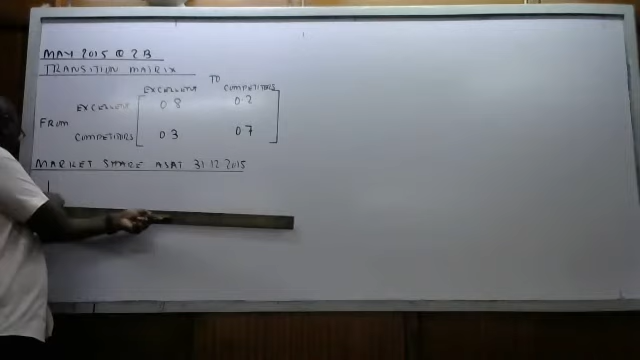 MAY 2015 Q 2B
TRANSITION MATRIX
TO
EXCELLENT COMPETITORS
EXCELLENT 0.8 0.2
FROM
COMPETITORS 0.3 0.7
MARKET SHARE AS AT 31.12.2015